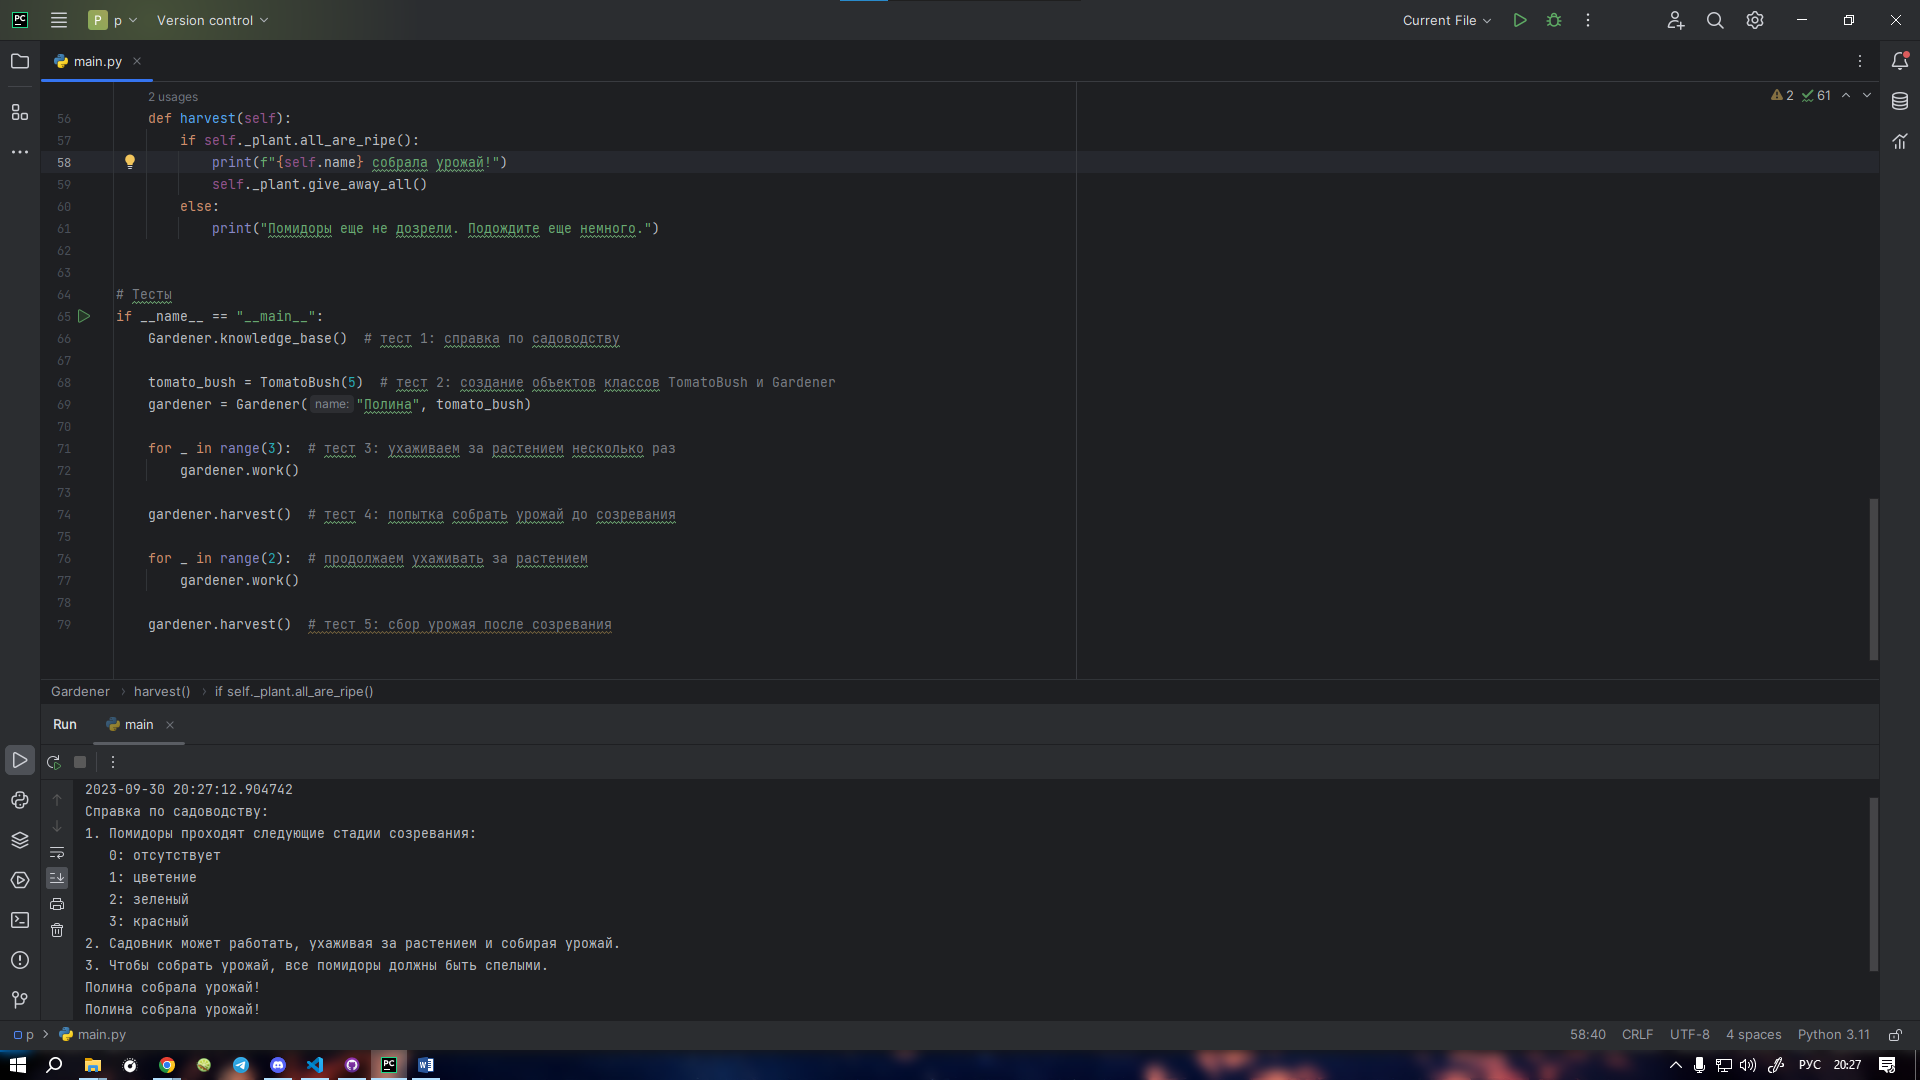 PC
P p Version control
Current File
main.py
2 usages
2 61
56 def harvest(self):
57 if self._plant.all_are_ripe():
58 print(f"{self.name} собрала урожай!")
59 self._plant.give_away_all()
60 else:
61 print("Помидоры еще не дозрели. Подождите еще немного.")
62
63
64 # Тесты
65 if __name__ == "__main__":
66 Gardener.knowledge_base() # тест 1: справка по садоводству
67
68 tomato_bush = TomatoBush(5) # тест 2: создание объектов классов TomatoBush и Gardener
69 gardener = Gardener( name: "Полина", tomato_bush)
70
71 for _ in range(3): # тест 3: ухаживаем за растением несколько раз
72 gardener.work()
73
74 gardener.harvest() # тест 4: попытка собрать урожай до созревания
75
76 for _ in range(2): # продолжаем ухаживать за растением
77 gardener.work()
78
79 gardener.harvest() # тест 5: сбор урожая после созревания
Gardener › harvest() › if self._plant.all_are_ripe()
Run main
2023-09-30 20:27:12.904742
Справка по садоводству:
1. Помидоры проходят следующие стадии созревания:
0: отсутствует
1: цветение
2: зеленый
3: красный
2. Садовник может работать, ухаживая за растением и собирая урожай.
3. Чтобы собрать урожай, все помидоры должны быть спелыми.
Полина собрала урожай!
Полина собрала урожай!
p > main.py
58:40 CRLF UTF-8 4 spaces Python 3.11
PC
РУС 20:27